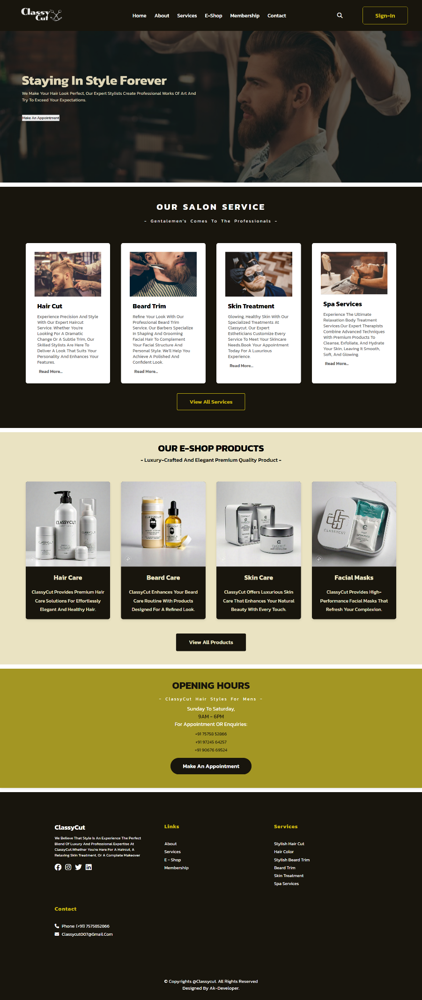 Classy
Cut
Home About Services E-Shop Membership Contact
Sign-In
Staying In Style Forever
We Make Your Hair Look Perfect, Our Expert Stylists Create Professional Works Of Art And
Try To Exceed Your Expectations.
Make An Appointment
OUR SALON SERVICE
- Gentalemen's Comes To The Professionals -
Hair Cut
Experience Precision And Style
With Our Expert Haircut
Service. Whether You're
Looking For A Dramatic
Change Or A Subtle Trim, Our
Skilled Stylists Are Here To
Deliver A Look That Suits Your
Personality And Enhances Your
Features.
Read More...
Beard Trim
Refine Your Look With Our
Professional Beard Trim
Service. Our Barbers Specialize
In Shaping And Grooming
Facial Hair To Complement
Your Facial Structure And
Personal Style. We'll Help You
Achieve A Polished And
Confident Look.
Read More...
Skin Treatment
Glowing, Healthy Skin With Our
Specialized Treatments At
Classycut. Our Expert
Estheticians Customize Every
Service To Meet Your Skincare
Needs.Book Your Appointment
Today For A Luxurious
Experience.
Read More...
Spa Services
Experience The Ultimate
Relaxation Body Treatment
Services.Our Expert Therapists
Combine Advanced Techniques
With Premium Products To
Cleanse, Exfoliate, And Hydrate
Your Skin, Leaving It Smooth,
Soft, And Glowing.
Read More...
View All Services
OUR E-SHOP PRODUCTS
- Luxury-Crafted And Elegant Premium Quality Product -
CLASSYCUT
CLASSYCUT
CLASSYCUT
Hair Care
ClassyCut Provides Premium Hair
Care Solutions For Effortlessly
Elegant And Healthy Hair.
CLASSYCUT
BEARD CREAM
CLASSYCUT
Beard Care
ClassyCut Enhances Your Beard
Care Routine With Products
Designed For A Refined Look.
CLASSYCUT
CLASSYCUT
CLASSYCUT
Skin Care
ClassyCut Offers Luxurious Skin
Care That Enhances Your Natural
Beauty With Every Touch.
CLASSYCUT
Facial Masks
ClassyCut Provides High-
Performance Facial Masks That
Refresh Your Complexion.
View All Products
OPENING HOURS
- ClassyCut Hair Styles For Mens -
Sunday To Saturday,
9AM - 6PM
For Appointment OR Enquiries:
+91 75758 52866
+91 97245 64257
+91 90676 69524
Make An Appointment
ClassyCut
We Believe That Style Is An Experience The Perfect
Blend Of Luxury And Professional Expertise At
ClassyCut.Whether You're Here For A Haircut, A
Relaxing Skin Treatment, Or A Complete Makeover
Links
About
Services
E - Shop
Membership
Services
Stylish Hair Cut
Hair Color
Stylish Beard Trim
Beard Trim
Skin Treatment
Spa Services
Contact
Phone: (+91) 7575852866
Classycut007@Gmail.Com
© Copyrights @Classycut. All Rights Reserved
Designed By Ak-Developer.